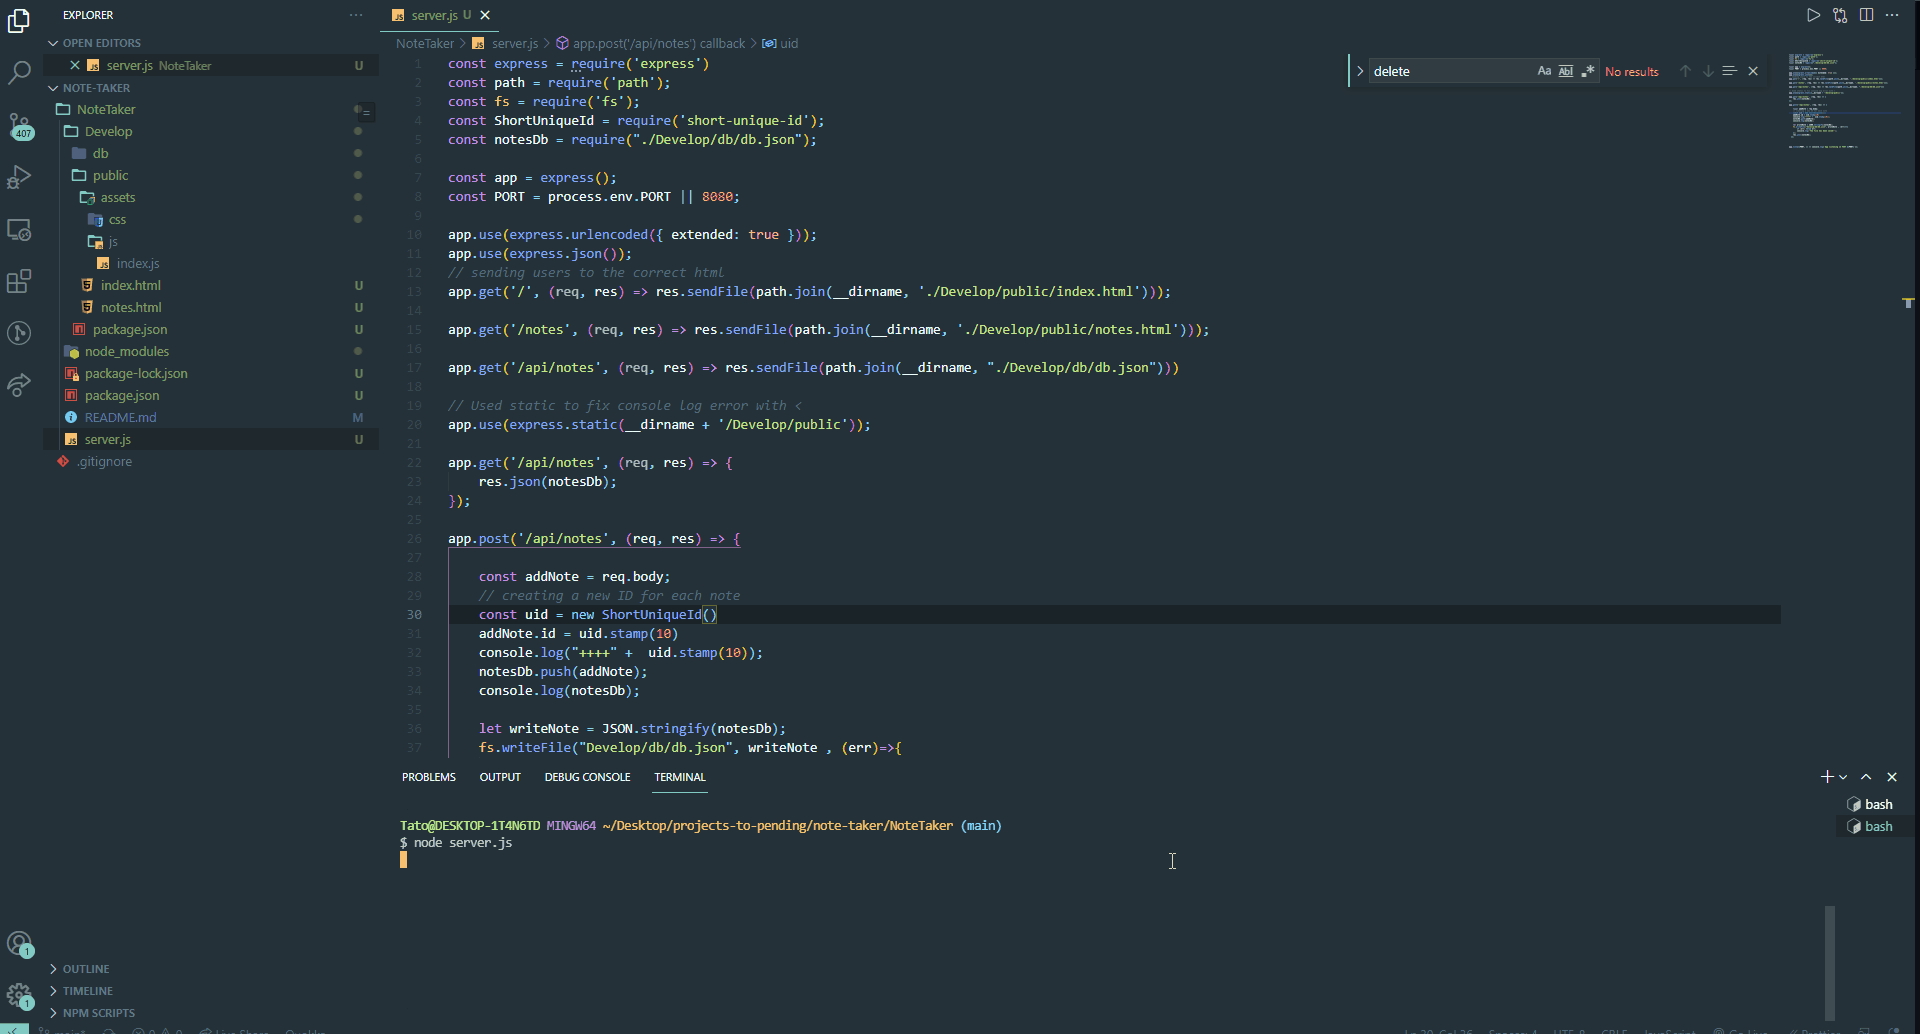 EXPLORER
OPEN EDITORS
server.js NoteTaker U
NOTE-TAKER
NoteTaker
Develop
db
public
assets
css
js
index.js
index.html U
notes.html U
package.json U
node_modules
package-lock.json U
package.json U
README.md M
server.js U
.gitignore
407
1
1
OUTLINE
TIMELINE
NPM SCRIPTS
server.js U
NoteTaker > server.js > app.post('/api/notes') callback > uid
delete Aa Abl .* No results
1 const express = require('express')
2 const path = require('path');
3 const fs = require('fs');
4 const ShortUniqueId = require('short-unique-id');
5 const notesDb = require("./Develop/db/db.json");
6
7 const app = express();
8 const PORT = process.env.PORT || 8080;
9
10 app.use(express.urlencoded({ extended: true }));
11 app.use(express.json());
12 // sending users to the correct html
13 app.get('/', (req, res) => res.sendFile(path.join(__dirname, './Develop/public/index.html')));
14
15 app.get('/notes', (req, res) => res.sendFile(path.join(__dirname, './Develop/public/notes.html')));
16
17 app.get('/api/notes', (req, res) => res.sendFile(path.join(__dirname, "./Develop/db/db.json")))
18
19 // Used static to fix console log error with <
20 app.use(express.static(__dirname + '/Develop/public'));
21
22 app.get('/api/notes', (req, res) => {
23 res.json(notesDb);
24 });
25
26 app.post('/api/notes', (req, res) => {
27
28 const addNote = req.body;
29 // creating a new ID for each note
30 const uid = new ShortUniqueId()
31 addNote.id = uid.stamp(10)
32 console.log("++++" +  uid.stamp(10));
33 notesDb.push(addNote);
34 console.log(notesDb);
35
36 let writeNote = JSON.stringify(notesDb);
37 fs.writeFile("Develop/db/db.json", writeNote , (err)=>{
PROBLEMS OUTPUT DEBUG CONSOLE TERMINAL
bash
bash
Tato@DESKTOP-1T4N6TD MINGW64 ~/Desktop/projects-to-pending/note-taker/NoteTaker (main)
$ node server.js